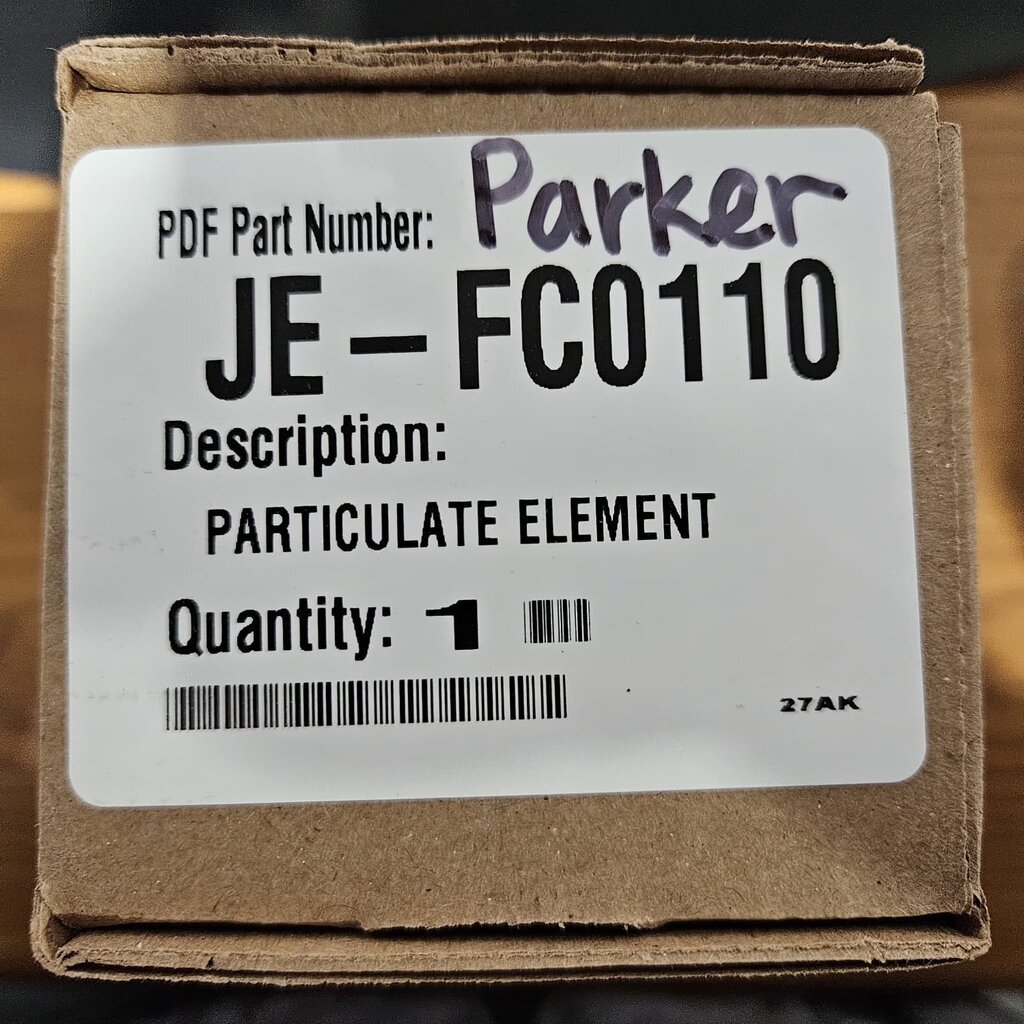 Parker
PDF Part Number:
JE-FC0110
Description:
PARTICULATE ELEMENT
Quantity: 1
27AK